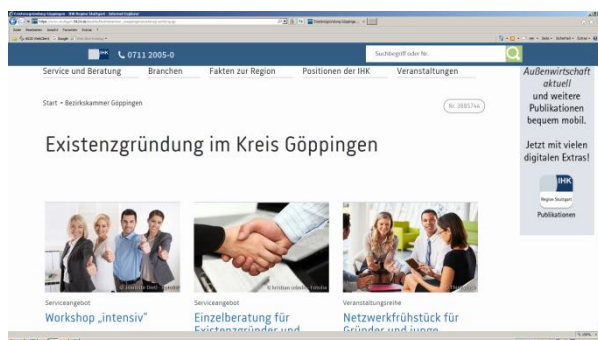 0711 2005-0
Suchbegriff oder Nr.
Service und Beratung
Branchen
Fakten zur Region
Positionen der IHK
Veranstaltungen
Start
Bezirkskammer Göppingen
Nr. 3885744
Existenzgründung im Kreis Göppingen
Serviceangebot
Workshop „intensiv“
Serviceangebot
Einzelberatung für
Existenzgründer und
Veranstaltungsreihe
Netzwerkfrühstück für
Gründer und junge
Außenwirtschaft
aktuell
und weitere
Publikationen
bequem mobil.
Jetzt mit vielen
digitalen Extras!
IHK
Region Stuttgart
Publikationen